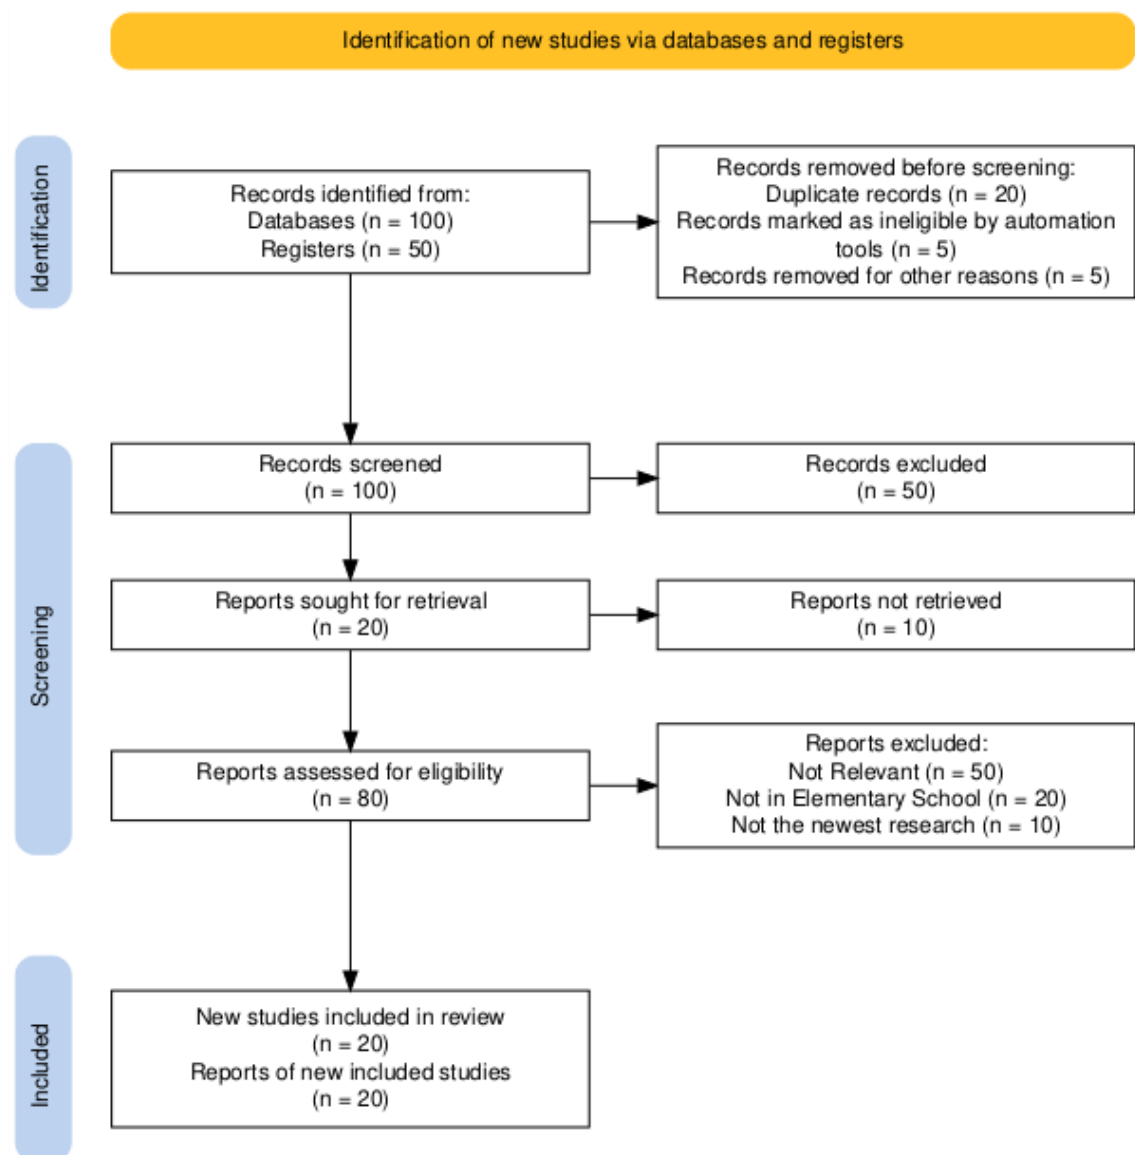 Identification of new studies via databases and registers
Identification
Records identified from:
Databases (n = 100)
Registers (n = 50)
Records removed before screening:
Duplicate records (n = 20)
Records marked as ineligible by automation
tools (n = 5)
Records removed for other reasons (n = 5)
Screening
Records screened
(n = 100)
Records excluded
(n = 50)
Reports sought for retrieval
(n = 20)
Reports not retrieved
(n = 10)
Reports assessed for eligibility
(n = 80)
Reports excluded:
Not Relevant (n = 50)
Not in Elementary School (n = 20)
Not the newest research (n = 10)
Included
New studies included in review
(n = 20)
Reports of new included studies
(n = 20)